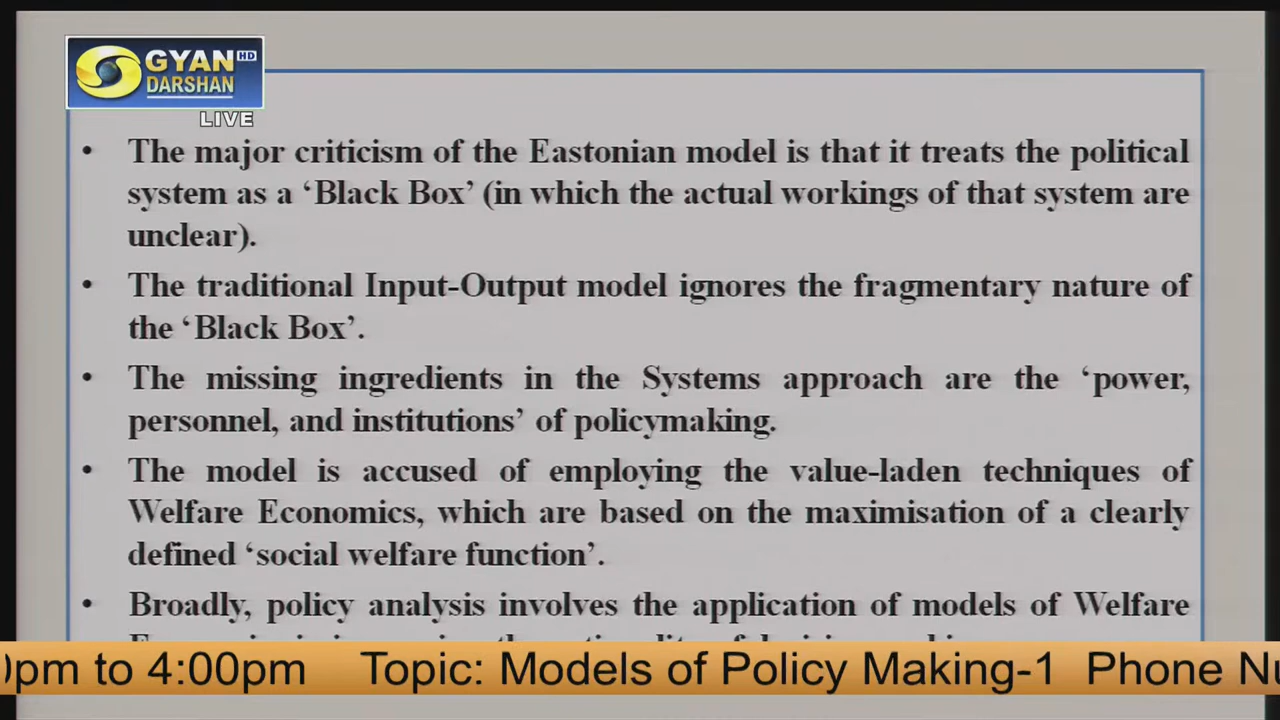 GYAN HD
DARSHAN
LIVE
• The major criticism of the Eastonian model is that it treats the political
system as a ‘Black Box’ (in which the actual workings of that system are
unclear).
• The traditional Input-Output model ignores the fragmentary nature of
the ‘Black Box’.
• The missing ingredients in the Systems approach are the ‘power,
personnel, and institutions’ of policymaking.
• The model is accused of employing the value-laden techniques of
Welfare Economics, which are based on the maximisation of a clearly
defined ‘social welfare function’.
• Broadly, policy analysis involves the application of models of Welfare
0pm to 4:00pm Topic: Models of Policy Making-1 Phone